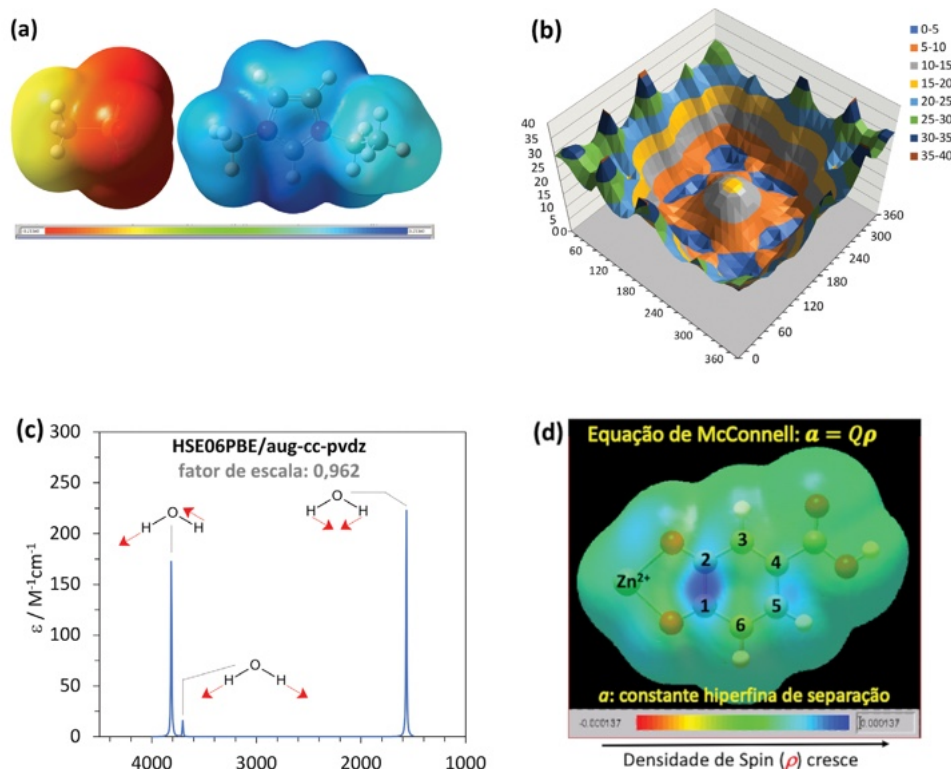 (a)
(b)
0-5
5-10
10-15
15-20
20-25
25-30
30-35
35-40
40
35
30
25
20
15
10
5
0
0
60
120
180
240
300
360
0
60
120
180
240
300
360
(c)
HSE06PBE/aug-cc-pvdz
fator de escala: 0,962
300
250
200
150
100
50
0
ε / M⁻¹cm⁻¹
O
H H
O
H H
O
H H
4000 3000 2000 1000
(d)
Equação de McConnell: a = Qρ
3
2 4
Zn²⁺
1 5
6
a: constante hiperfina de separação
-0.000137 0.000137
Densidade de Spin (ρ) cresce